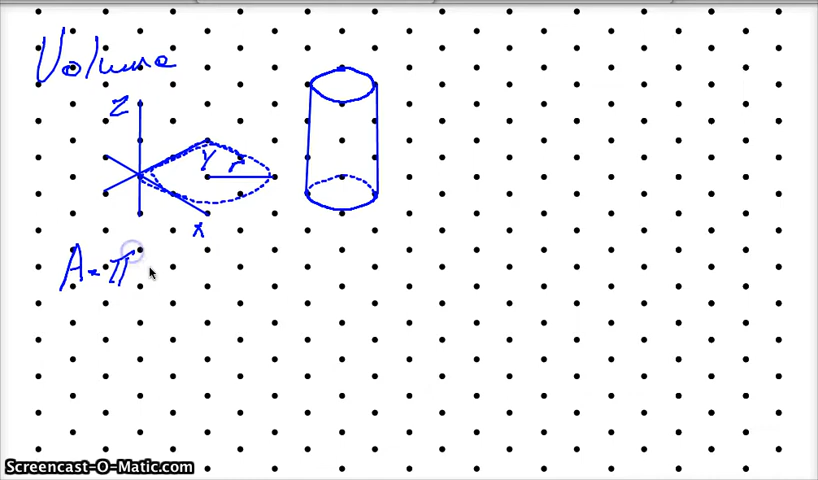 Volume
Z
Y r
X
A = π
Screencast-O-Matic.com